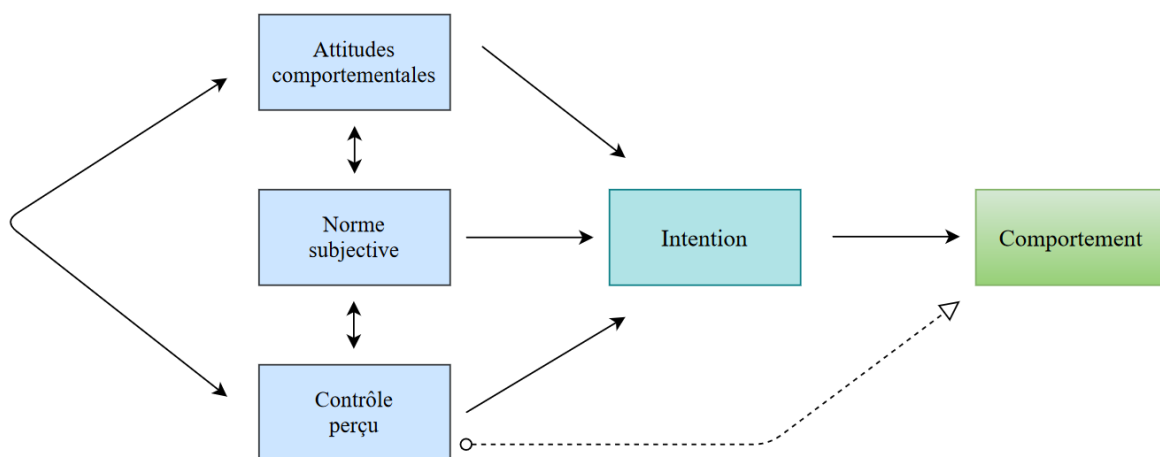 Attitudes
comportementales
Norme
subjective
Intention
Comportement
Contrôle
perçu